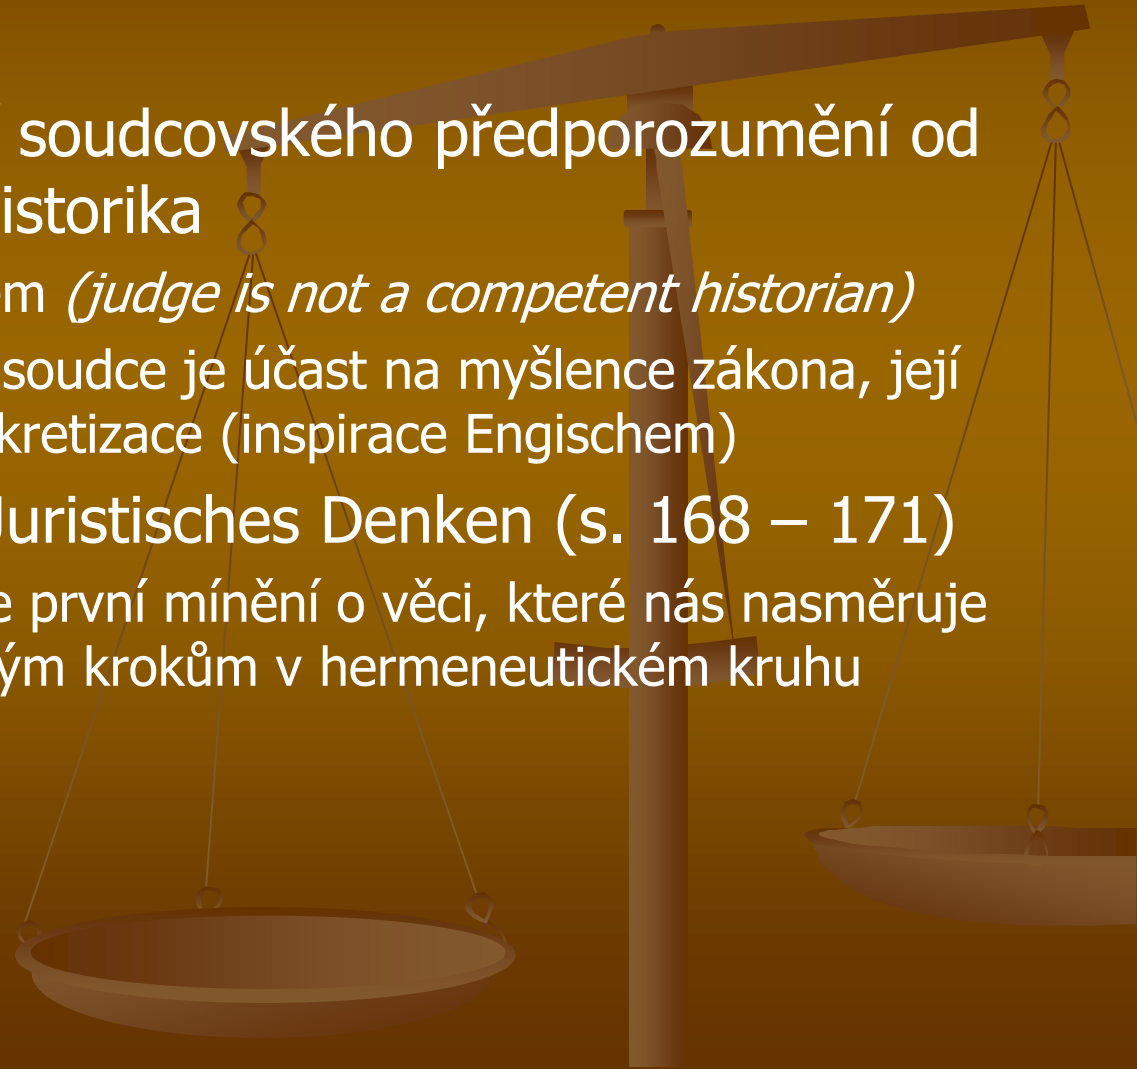 soudcovského předporozumění od
istorika
em (judge is not a competent historian)
soudce je účast na myšlence zákona, její
kretizace (inspirace Engischem)
Juristisches Denken (s. 168 – 171)
e první mínění o věci, které nás nasměruje
ým krokům v hermeneutickém kruhu